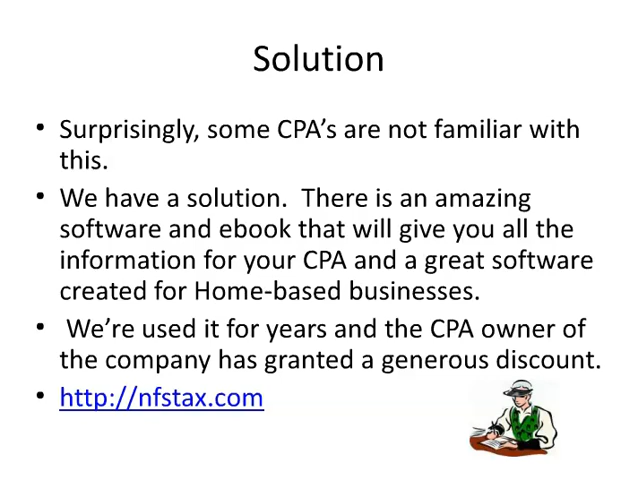 Solution
• Surprisingly, some CPA’s are not familiar with
this.
• We have a solution.  There is an amazing
software and ebook that will give you all the
information for your CPA and a great software
created for Home-based businesses.
•  We’re used it for years and the CPA owner of
the company has granted a generous discount.
• http://nfstax.com